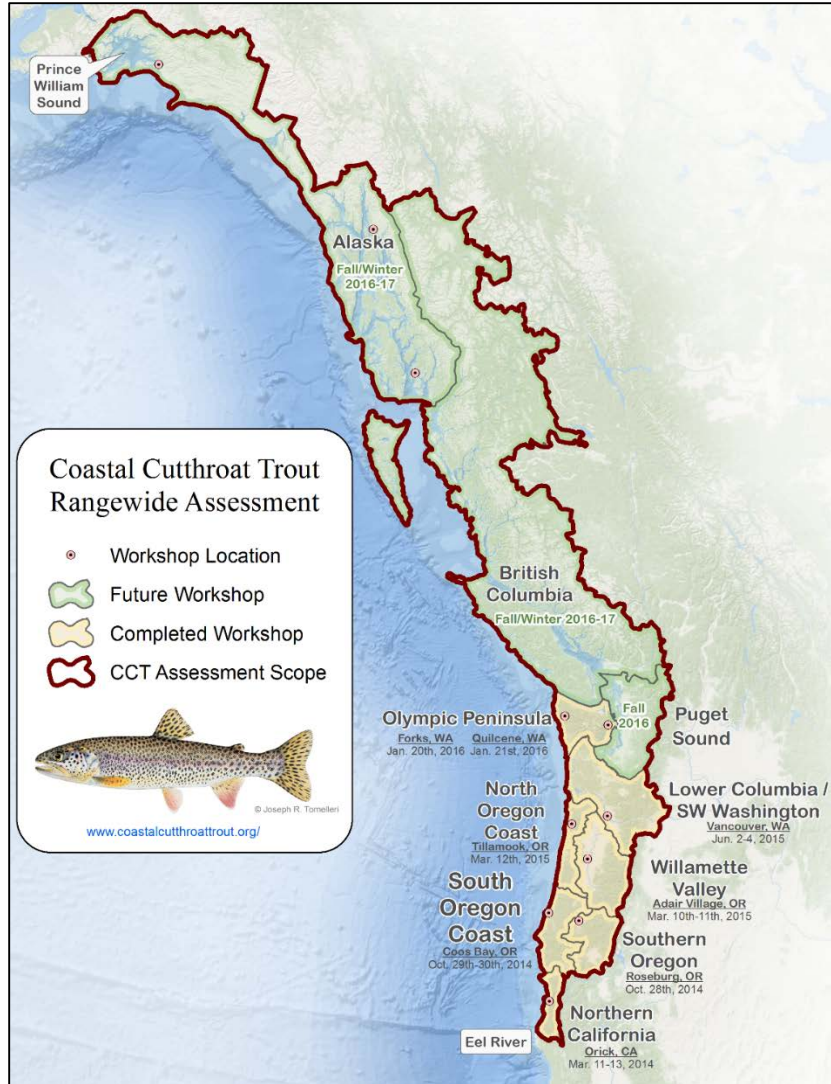 Prince
William
Sound
Alaska
Fall/Winter
2016-17
Coastal Cutthroat Trout
Rangewide Assessment
Workshop Location
Future Workshop
Completed Workshop
CCT Assessment Scope
© Joseph R. Tomelleri
www.coastalcutthroattrout.org/
British
Columbia
Fall/Winter 2016-17
Fall
2016
Puget
Sound
Olympic Peninsula
Forks, WA Quilcene, WA
Jan. 20th, 2016 Jan. 21st, 2016
Lower Columbia /
SW Washington
Vancouver, WA
Jun. 2-4, 2015
North
Oregon
Coast
Tillamook, OR
Mar. 12th, 2015
Willamette
Valley
Adair Village, OR
Mar. 10th-11th, 2015
South
Oregon
Coast
Coos Bay, OR
Oct. 29th-30th, 2014
Southern
Oregon
Roseburg, OR
Oct. 28th, 2014
Northern
California
Orick, CA
Mar. 11-13, 2014
Eel River